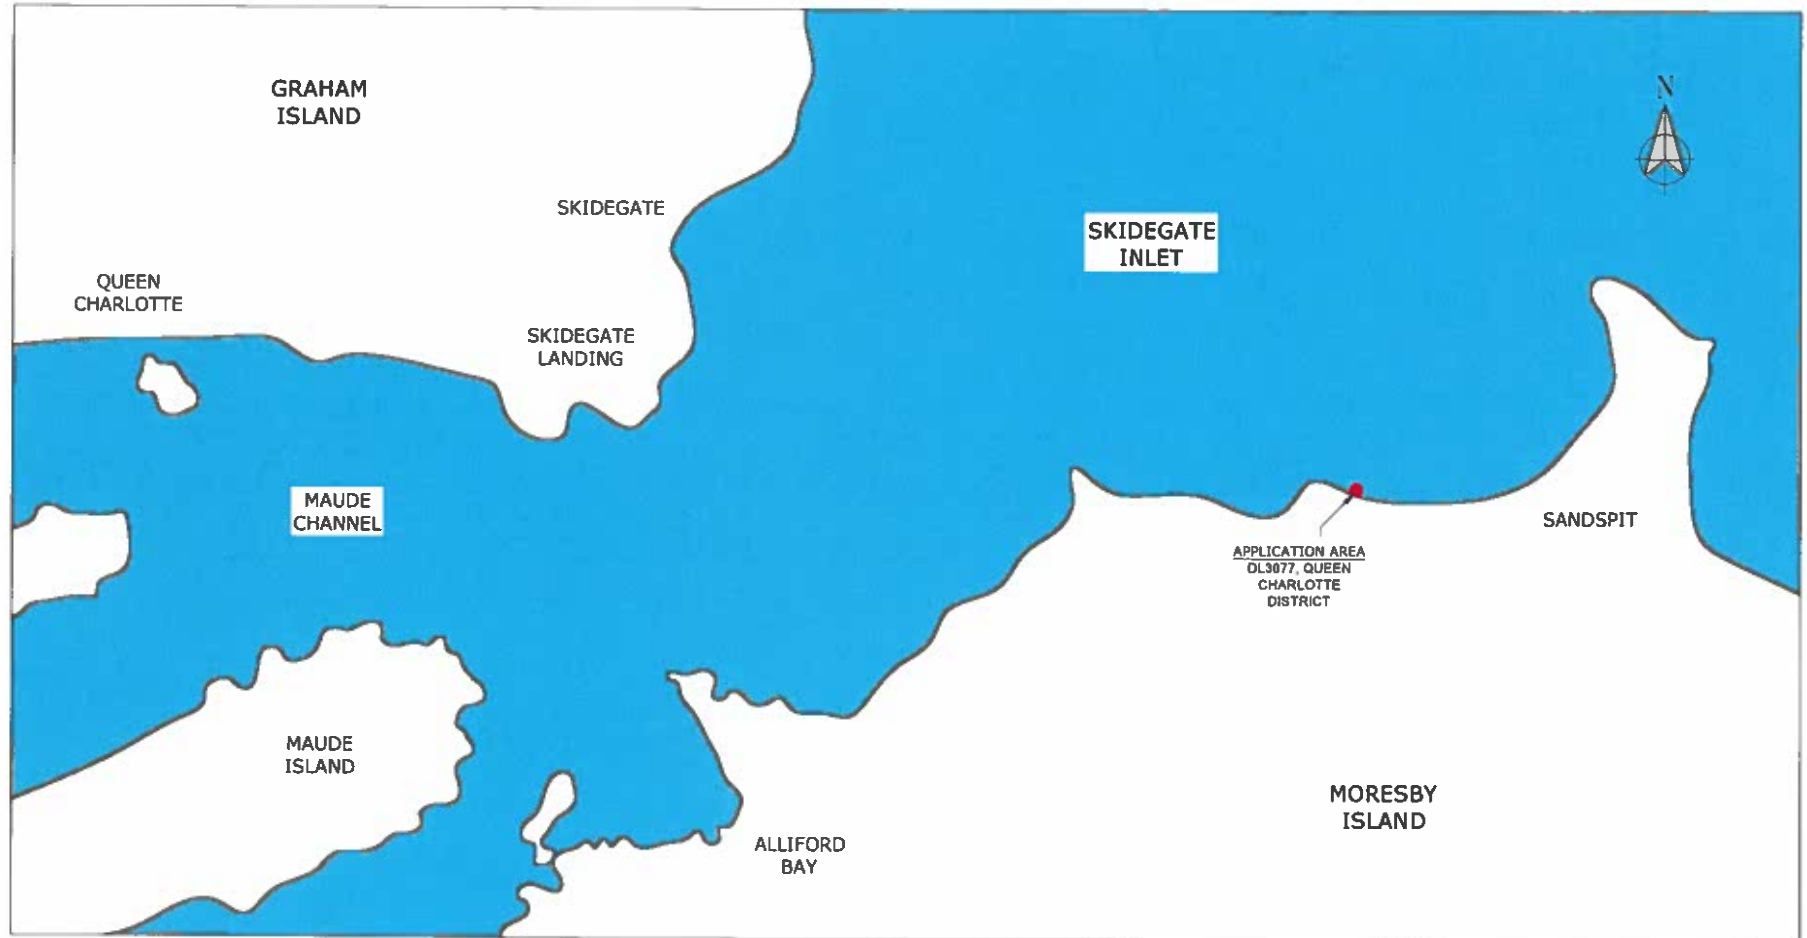 GRAHAM
ISLAND
N
SKIDEGATE
SKIDEGATE
INLET
QUEEN
CHARLOTTE
SKIDEGATE
LANDING
MAUDE
CHANNEL
SANDSPIT
APPLICATION AREA
DL3077, QUEEN
CHARLOTTE
DISTRICT
MAUDE
ISLAND
MORESBY
ISLAND
ALLIFORD
BAY